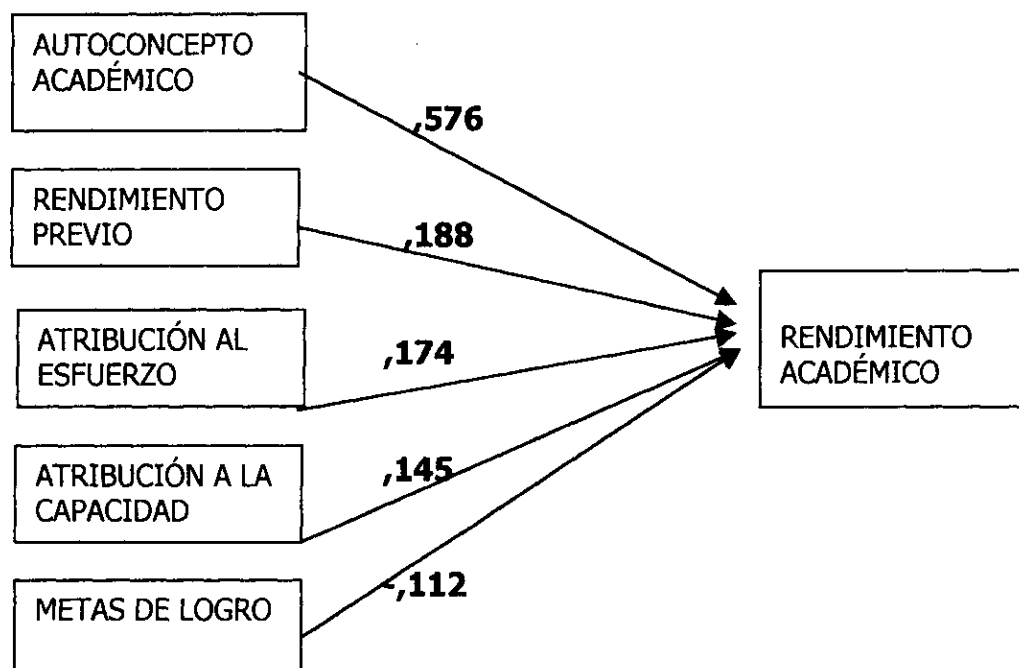 AUTOCONCEPTO
ACADÉMICO
,576
RENDIMIENTO
PREVIO
,188
ATRIBUCIÓN AL
ESFUERZO
,174
RENDIMIENTO
ACADÉMICO
ATRIBUCIÓN A LA
CAPACIDAD
,145
METAS DE LOGRO
-,112